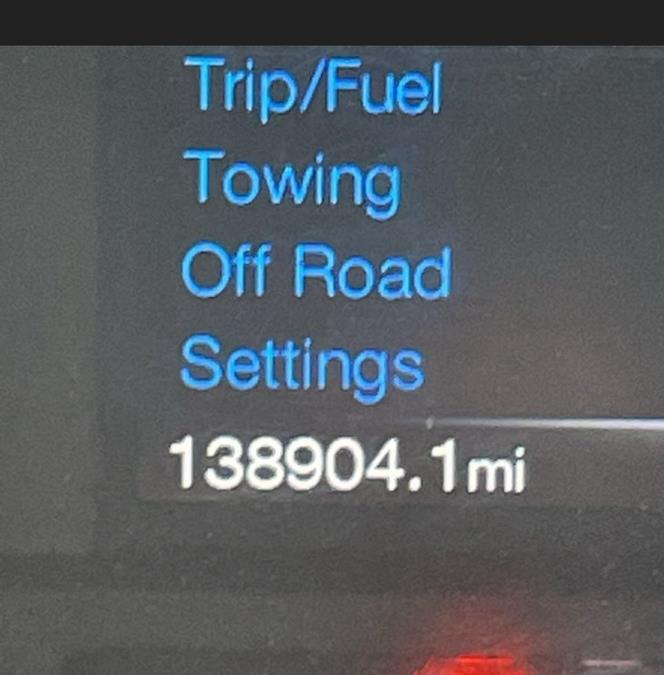 Trip/Fuel
Towing
Off Road
Settings
138904.1mi